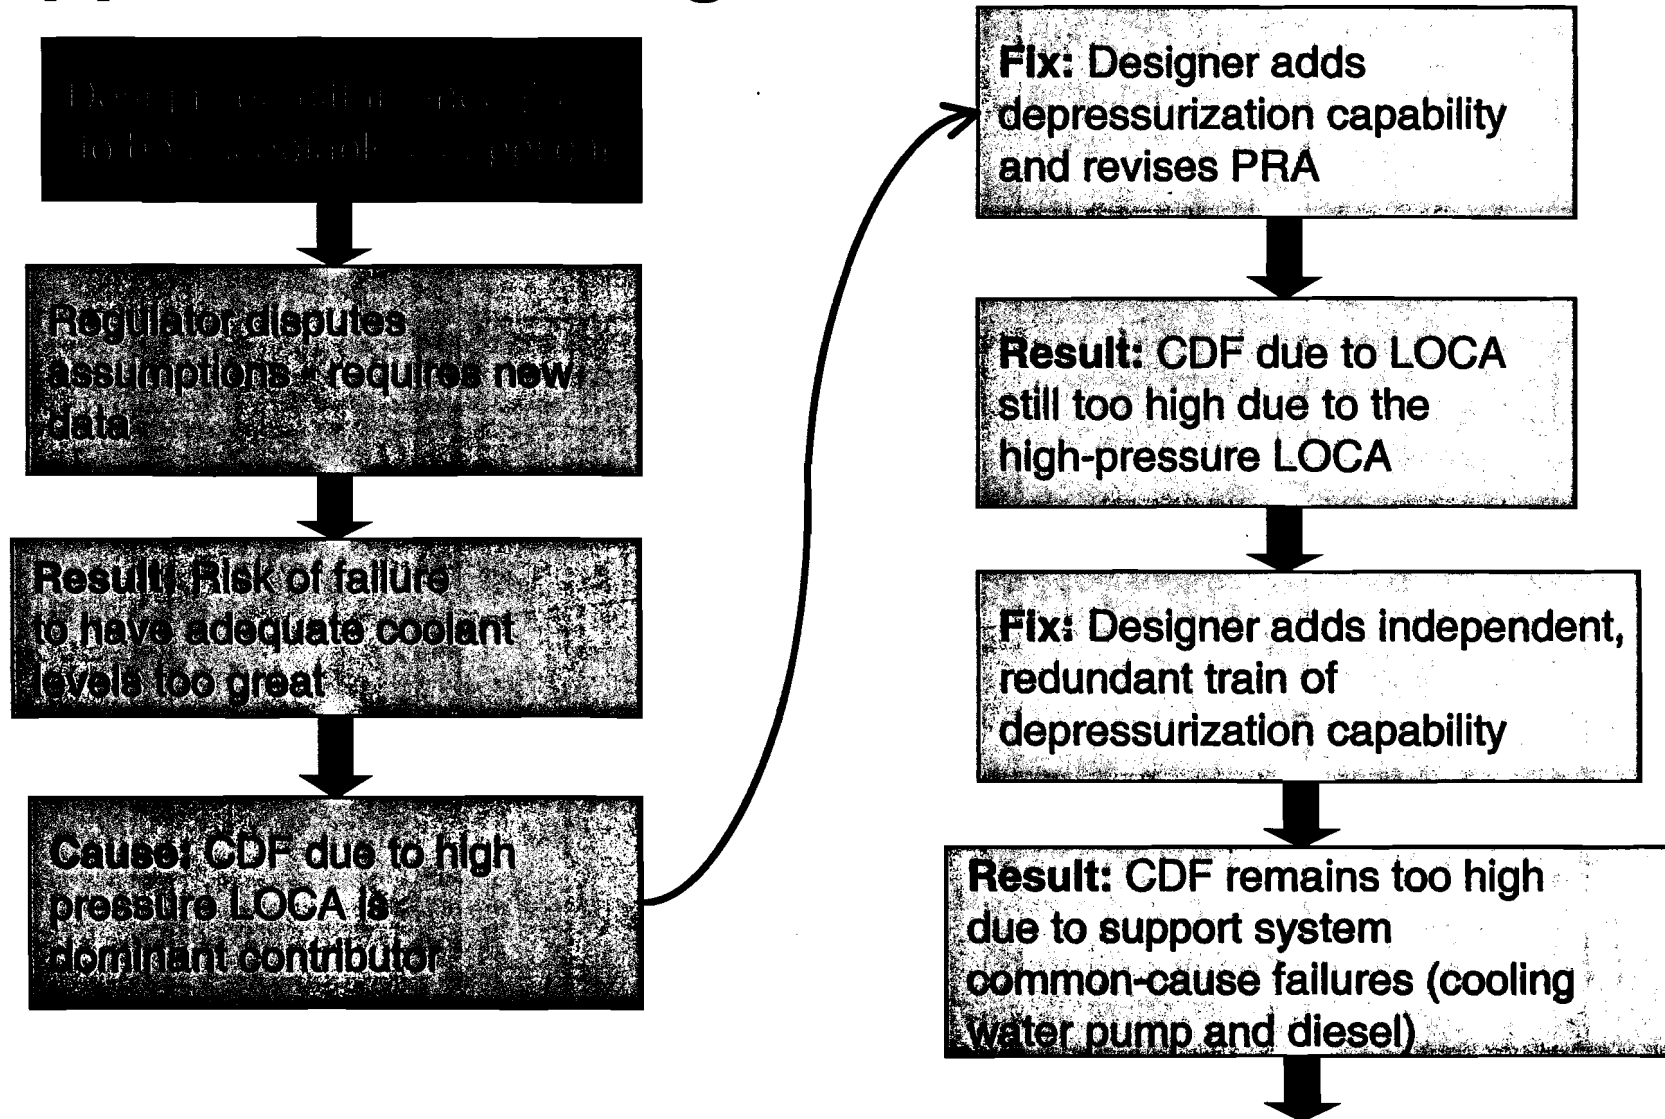 Regulator disputes
assumptions - requires new
data
Result: Risk of failure
to have adequate coolant
levels too great
Cause: CDF due to high
pressure LOCA is
dominant contributor
Fix: Designer adds
depressurization capability
and revises PRA
Result: CDF due to LOCA
still too high due to the
high-pressure LOCA
Fix: Designer adds independent,
redundant train of
depressurization capability
Result: CDF remains too high
due to support system
common-cause failures (cooling
water pump and diesel)